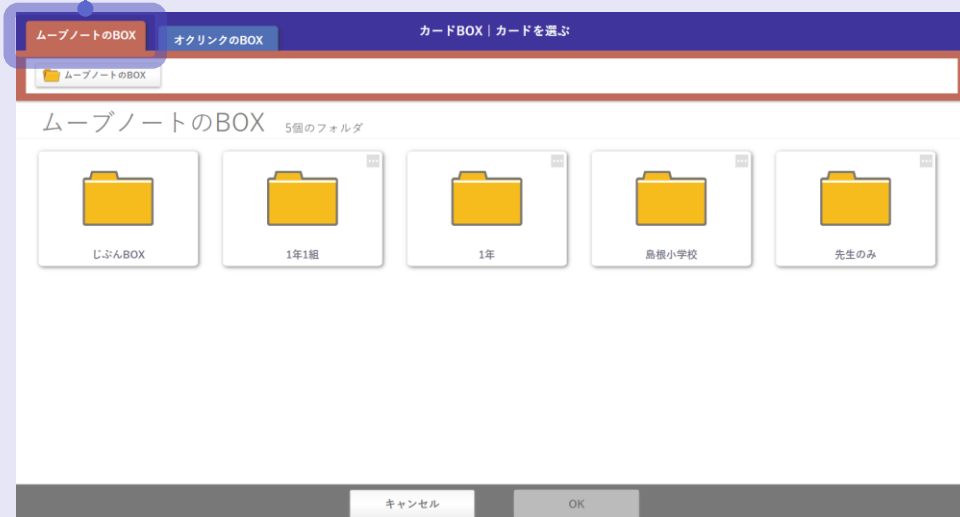 ムーブノートのBOX
オクリンクのBOX
カードBOX｜カードを選ぶ
ムーブノートのBOX
ムーブノートのBOX 5個のフォルダ
じぶんBOX
1年1組
1年
島根小学校
先生のみ
キャンセル
OK